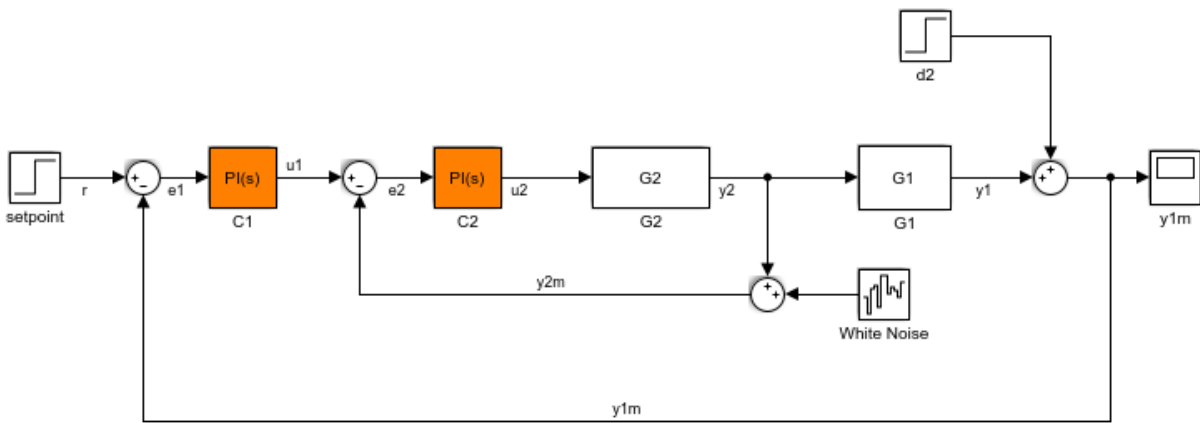 d2
setpoint
r
e1
PI(s)
C1
u1
e2
PI(s)
C2
u2
G2
G2
y2
G1
G1
y1
y1m
y2m
White Noise
y1m